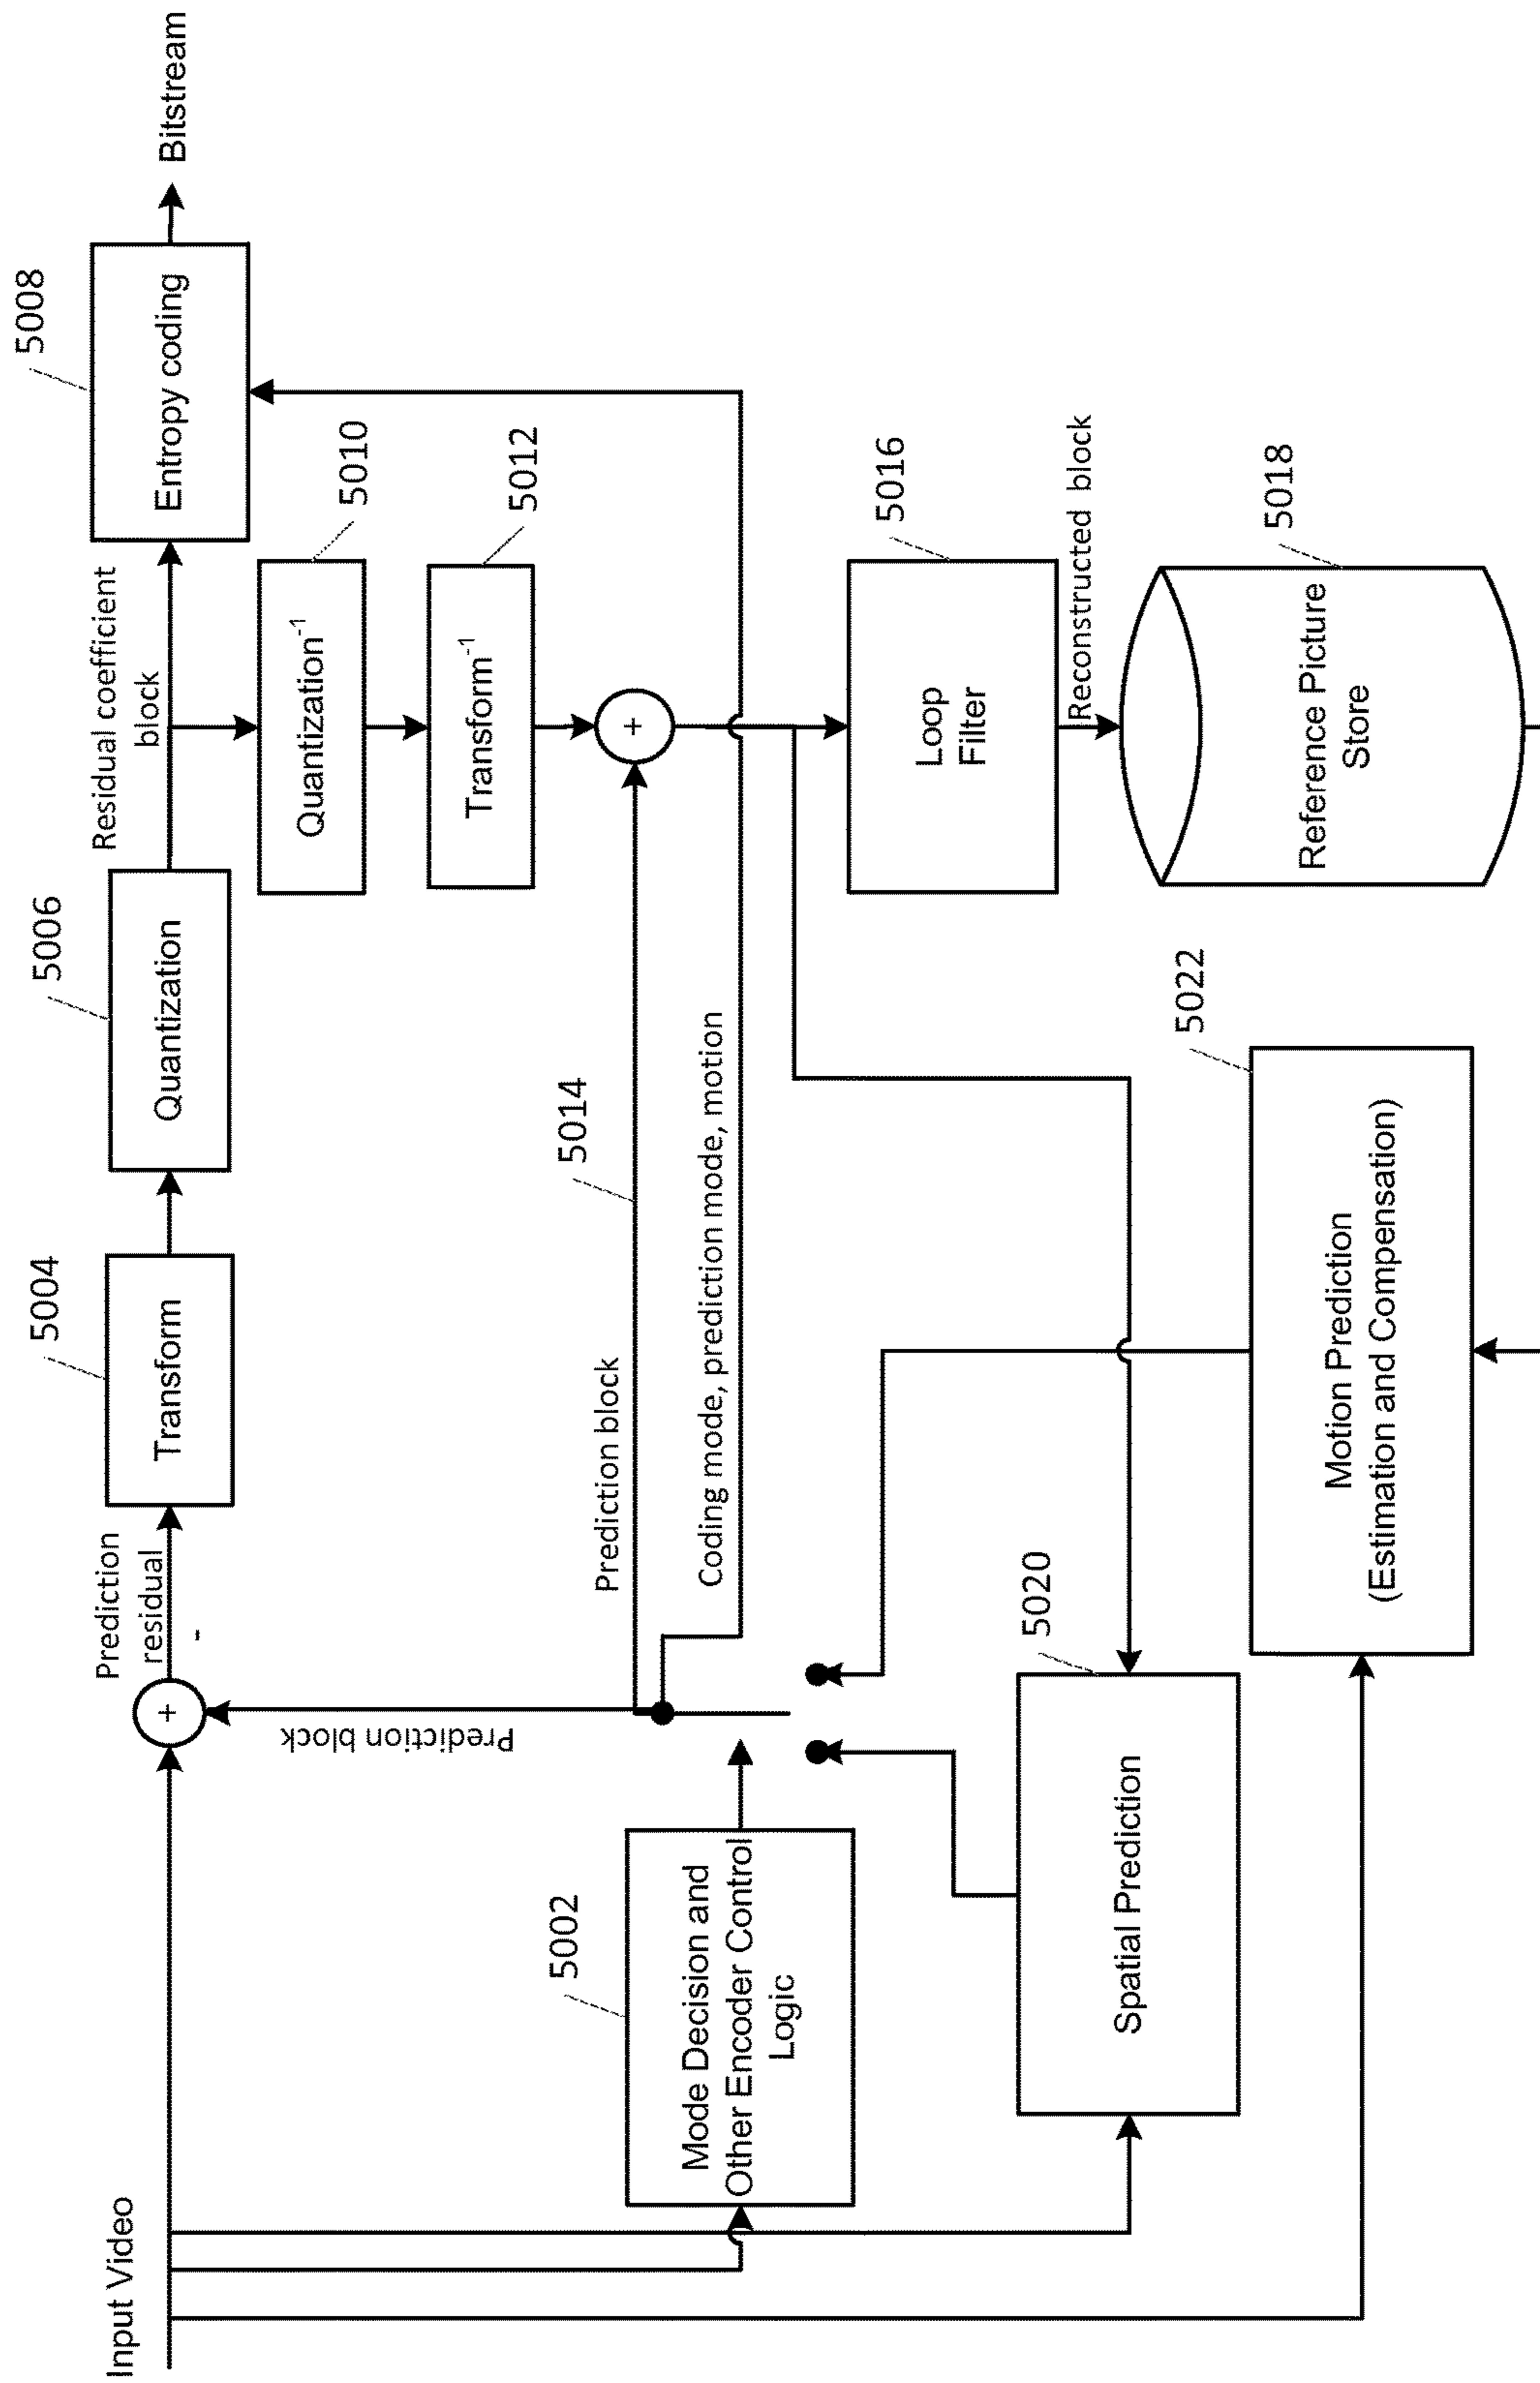 Input Video
+
Prediction
residual
-
5004
Transform
5006
Quantization
Residual coefficient
block
5008
Entropy coding
Bitstream
Prediction block
5010
Quantization-1
5012
Transform-1
5002
Mode Decision and
Other Encoder Control
Logic
Prediction block
5014
+
Coding mode, prediction mode, motion
5016
Loop
Filter
Reconstructed block
5020
Spatial Prediction
5022
Motion Prediction
(Estimation and Compensation)
5018
Reference Picture
Store